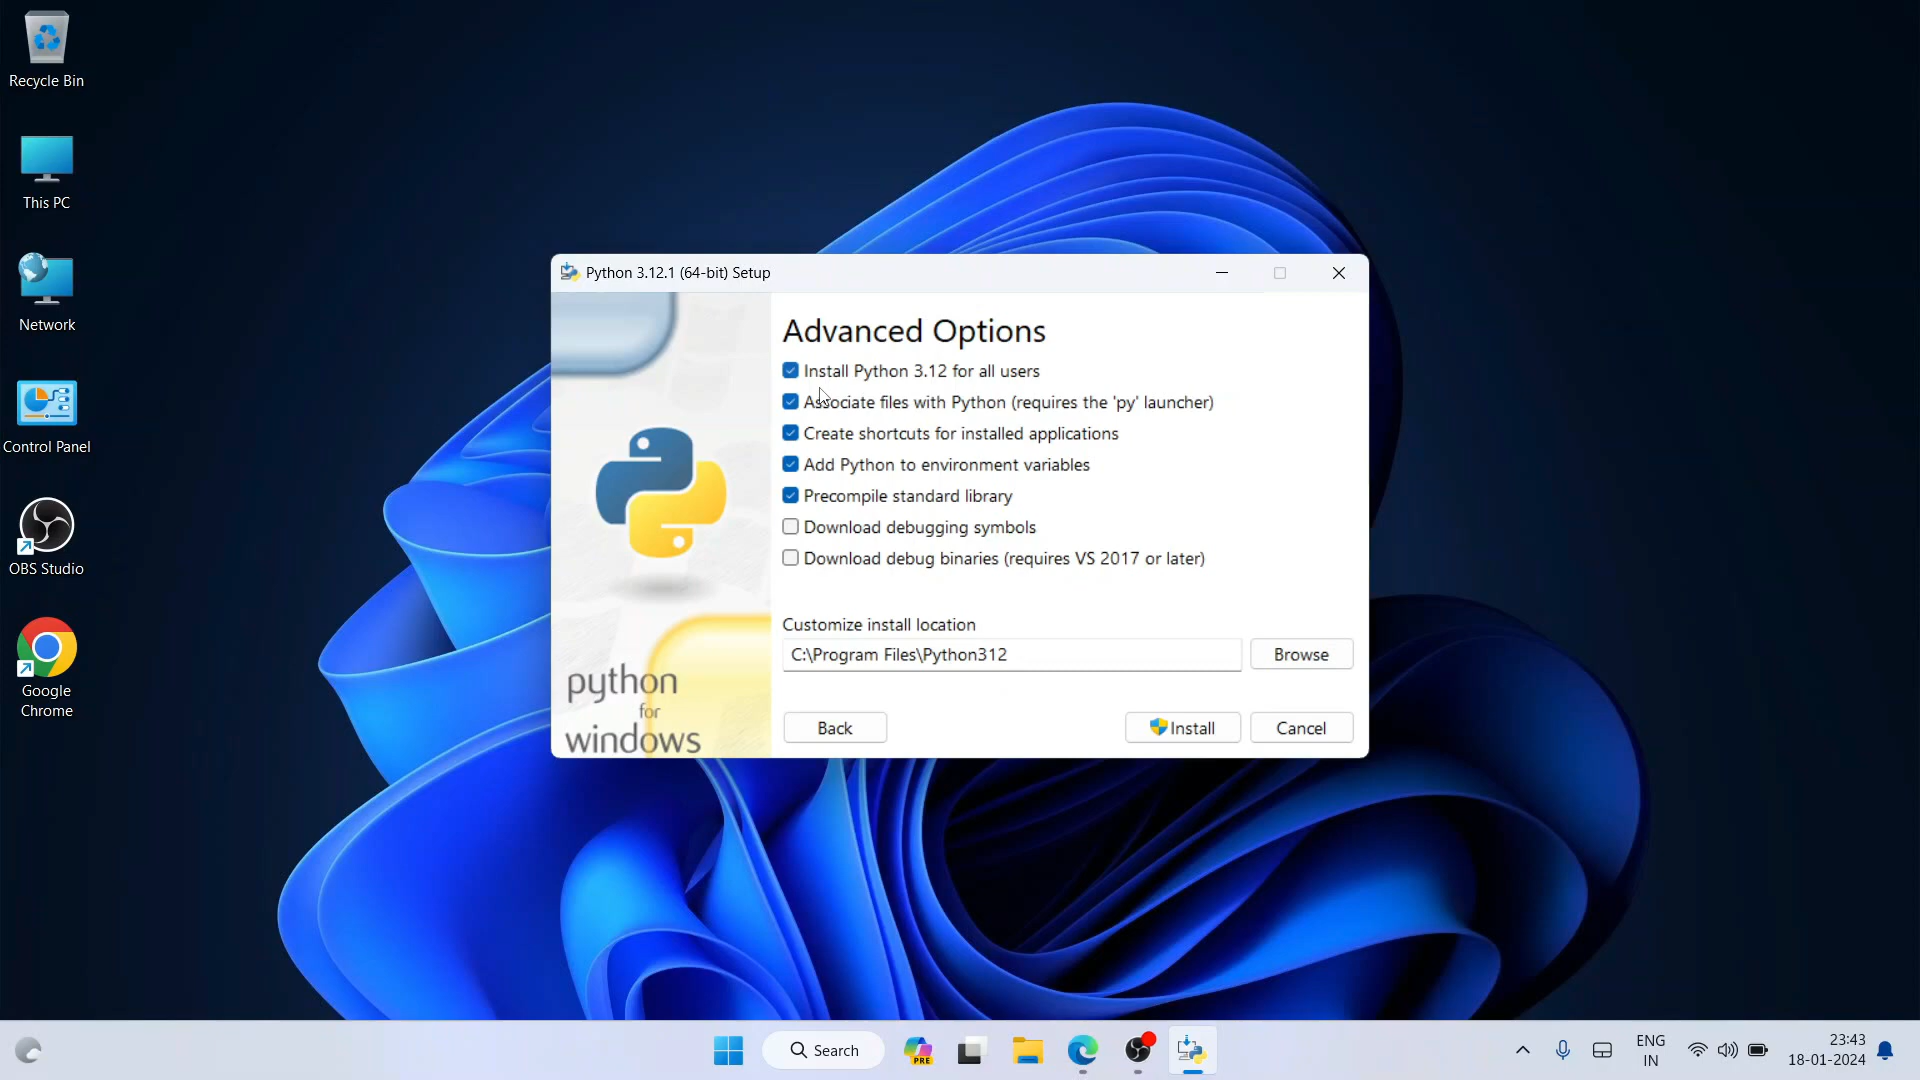 Recycle Bin
This PC
Network
Control Panel
OBS Studio
Google
Chrome
Python 3.12.1 (64-bit) Setup
Advanced Options
Install Python 3.12 for all users
Associate files with Python (requires the 'py' launcher)
Create shortcuts for installed applications
Add Python to environment variables
Precompile standard library
Download debugging symbols
Download debug binaries (requires VS 2017 or later)
Customize install location
C:\Program Files\Python312
Browse
python
for
windows
Back
Install
Cancel
Search
PRE
ENG
IN
23:43
18-01-2024